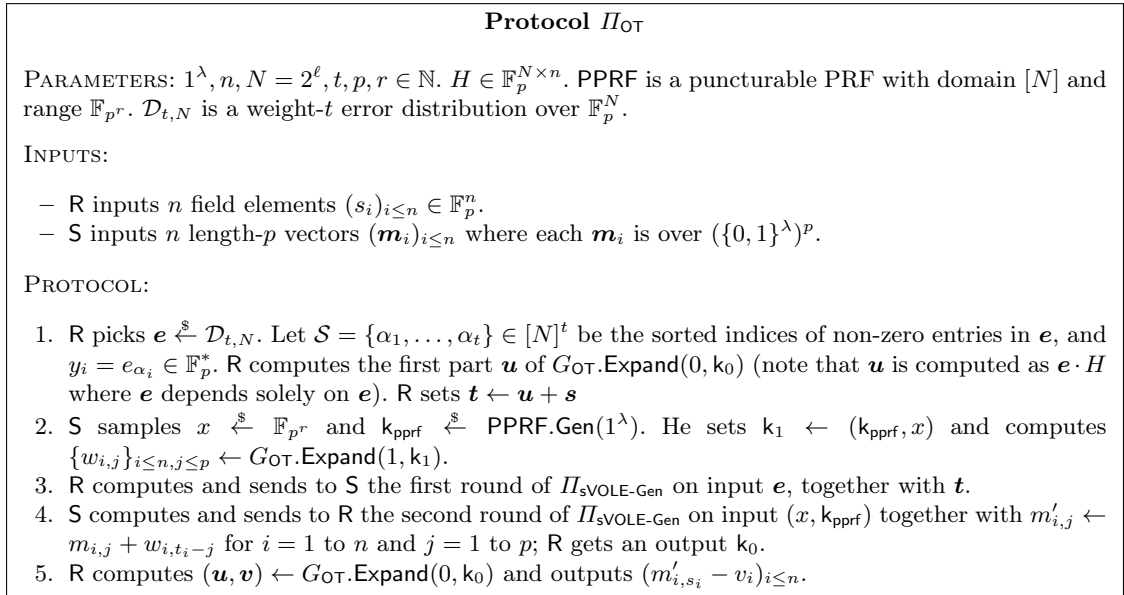 Protocol Π_OT
PARAMETERS: 1^λ, n, N = 2^ℓ, t, p, r ∈ ℕ. H ∈ 𝔽_p^{N×n}. PPRF is a puncturable PRF with domain [N] and
range 𝔽_{p^r}. 𝒟_{t,N} is a weight-t error distribution over 𝔽_p^N.
INPUTS:
– R inputs n field elements (s_i)_{i≤n} ∈ 𝔽_p^n.
– S inputs n length-p vectors (𝒎_i)_{i≤n} where each 𝒎_i is over ({0, 1}^λ)^p.
PROTOCOL:
1. R picks 𝒆 ←$ 𝒟_{t,N}. Let 𝒮 = {α_1, . . . , α_t} ∈ [N]^t be the sorted indices of non-zero entries in 𝒆, and
y_i = e_{α_i} ∈ 𝔽_p^*. R computes the first part 𝒖 of G_OT.Expand(0, k_0) (note that 𝒖 is computed as 𝒆 · H
where 𝒆 depends solely on 𝒆). R sets 𝒕 ← 𝒖 + 𝒔
2. S samples x ←$ 𝔽_{p^r} and k_pprf ←$ PPRF.Gen(1^λ). He sets k_1 ← (k_pprf, x) and computes
{w_{i,j}}_{i≤n,j≤p} ← G_OT.Expand(1, k_1).
3. R computes and sends to S the first round of Π_sVOLE-Gen on input 𝒆, together with 𝒕.
4. S computes and sends to R the second round of Π_sVOLE-Gen on input (x, k_pprf) together with m′_{i,j} ←
m_{i,j} + w_{i,t_i−j} for i = 1 to n and j = 1 to p; R gets an output k_0.
5. R computes (𝒖, 𝒗) ← G_OT.Expand(0, k_0) and outputs (m′_{i,s_i} − v_i)_{i≤n}.